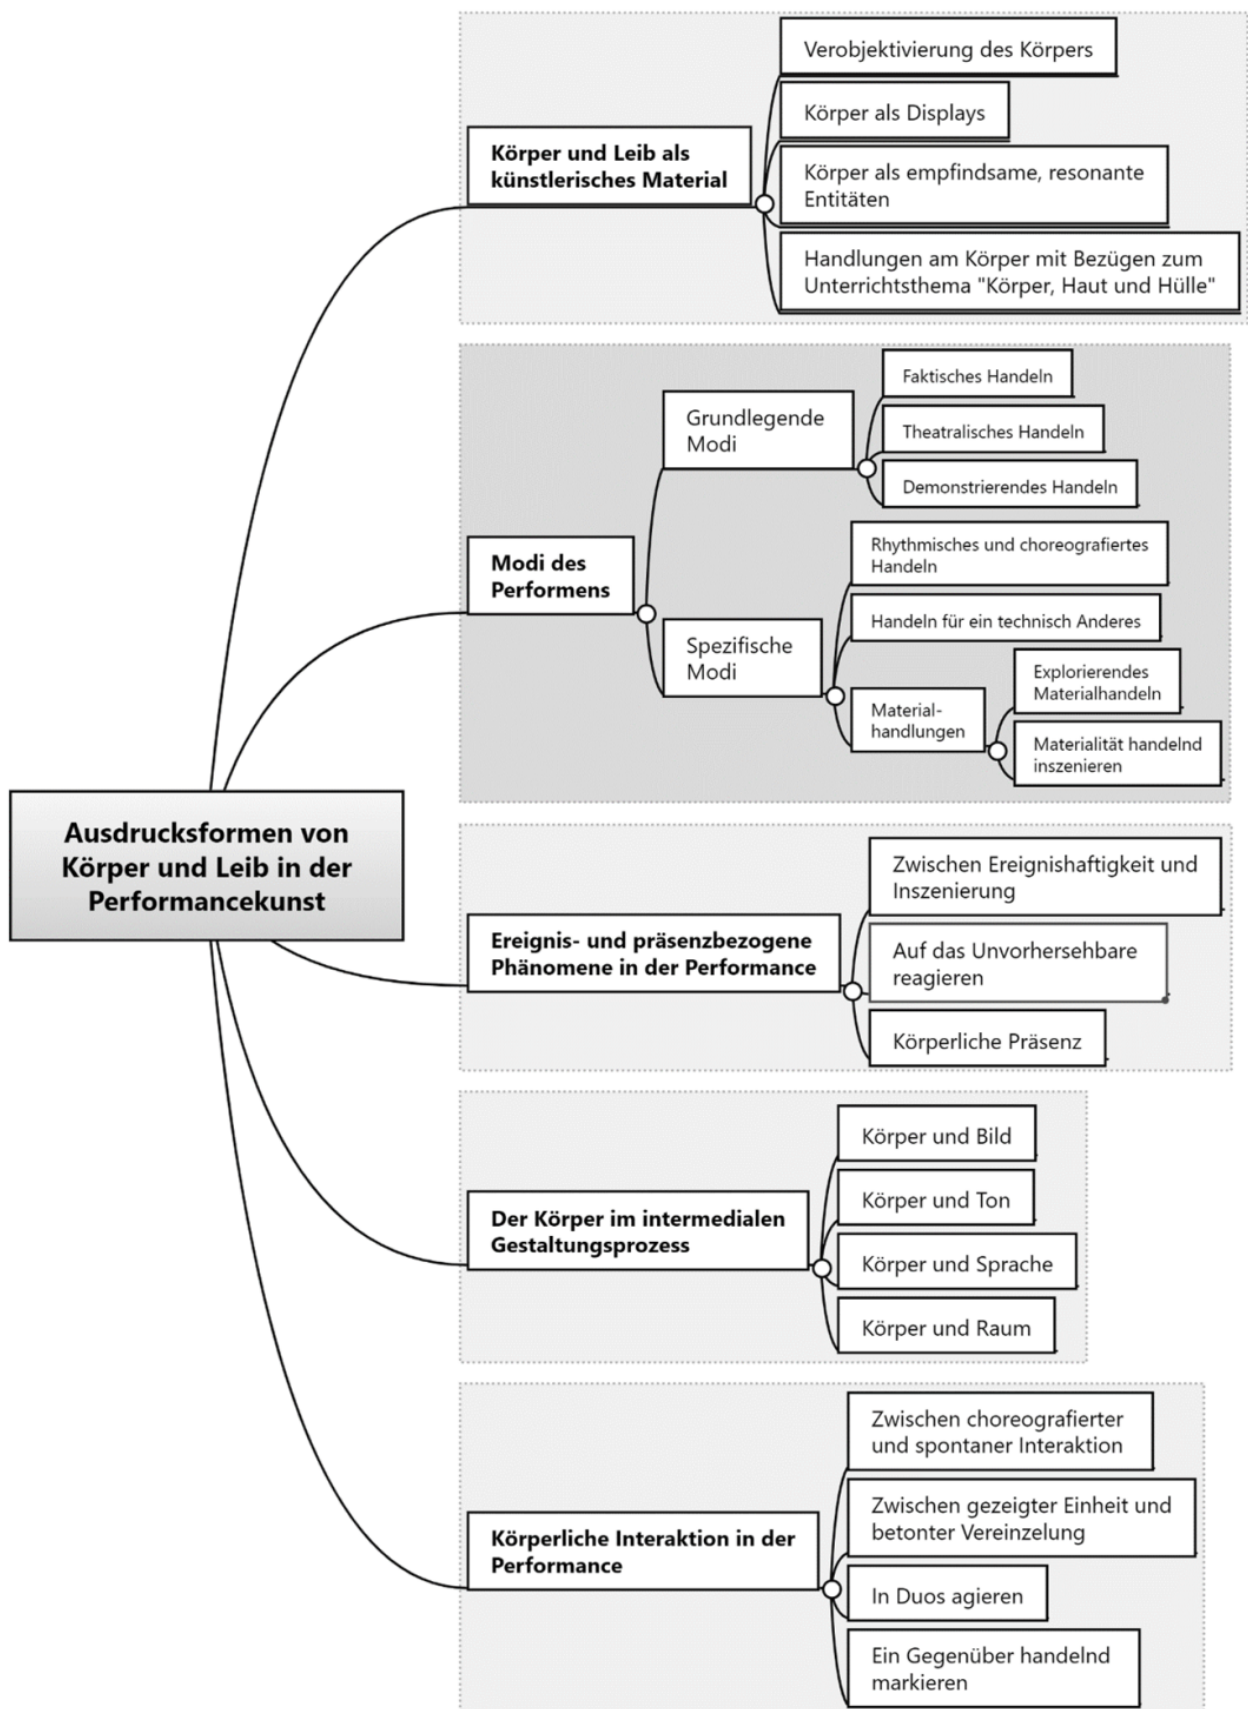 Verobjektivierung des Körpers
Körper als Displays
Körper und Leib als
künstlerisches Material
Körper als empfindsame, resonante
Entitäten
Handlungen am Körper mit Bezügen zum
Unterrichtsthema "Körper, Haut und Hülle"
Faktisches Handeln
Grundlegende
Modi
Theatralisches Handeln
Demonstrierendes Handeln
Modi des
Performens
Rhythmisches und choreografiertes
Handeln
Handeln für ein technisch Anderes
Spezifische
Modi
Explorierendes
Materialhandeln
Material-
handlungen
Materialität handelnd
inszenieren
Ausdrucksformen von
Körper und Leib in der
Performancekunst
Zwischen Ereignishaftigkeit und
Inszenierung
Ereignis- und präsenzbezogene
Phänomene in der Performance
Auf das Unvorhersehbare
reagieren
Körperliche Präsenz
Körper und Bild
Körper und Ton
Der Körper im intermedialen
Gestaltungsprozess
Körper und Sprache
Körper und Raum
Zwischen choreografierter
und spontaner Interaktion
Zwischen gezeigter Einheit und
betonter Vereinzelung
Körperliche Interaktion in der
Performance
In Duos agieren
Ein Gegenüber handelnd
markieren